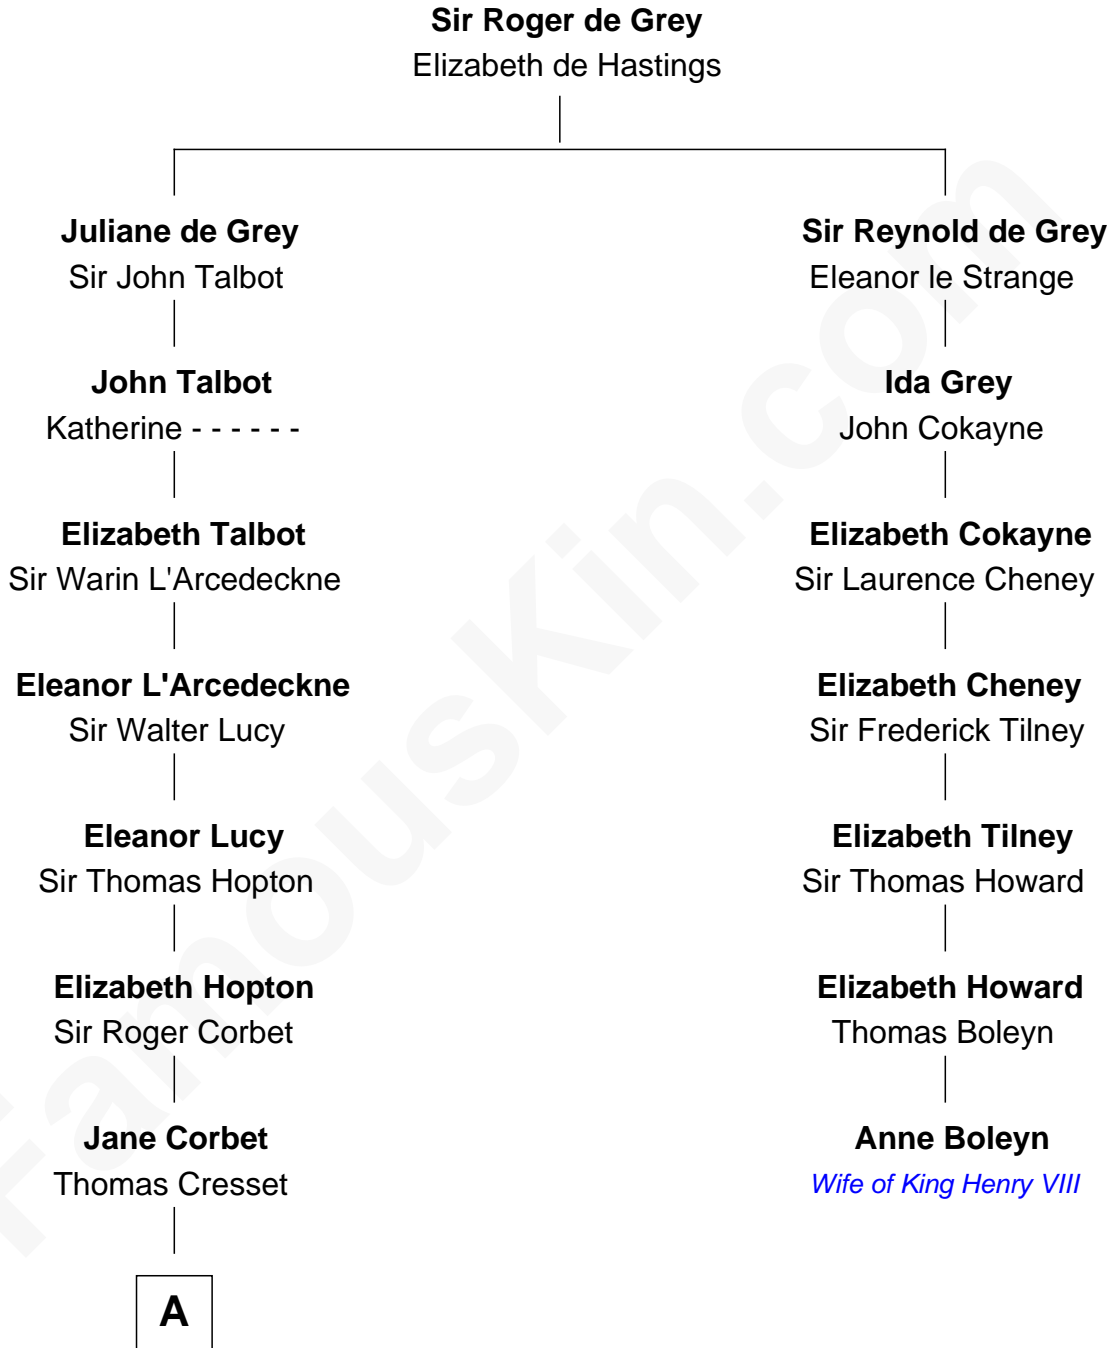 Sir Roger de Grey
Elizabeth de Hastings
Juliane de Grey
Sir John Talbot
Sir Reynold de Grey
Eleanor le Strange
John Talbot
Katherine - - - - - -
Ida Grey
John Cokayne
Elizabeth Talbot
Sir Warin L'Arcedeckne
Elizabeth Cokayne
Sir Laurence Cheney
Eleanor L'Arcedeckne
Sir Walter Lucy
Elizabeth Cheney
Sir Frederick Tilney
Eleanor Lucy
Sir Thomas Hopton
Elizabeth Tilney
Sir Thomas Howard
Elizabeth Hopton
Sir Roger Corbet
Elizabeth Howard
Thomas Boleyn
Jane Corbet
Thomas Cresset
Anne Boleyn
Wife of King Henry VIII
A
FamousKin.com